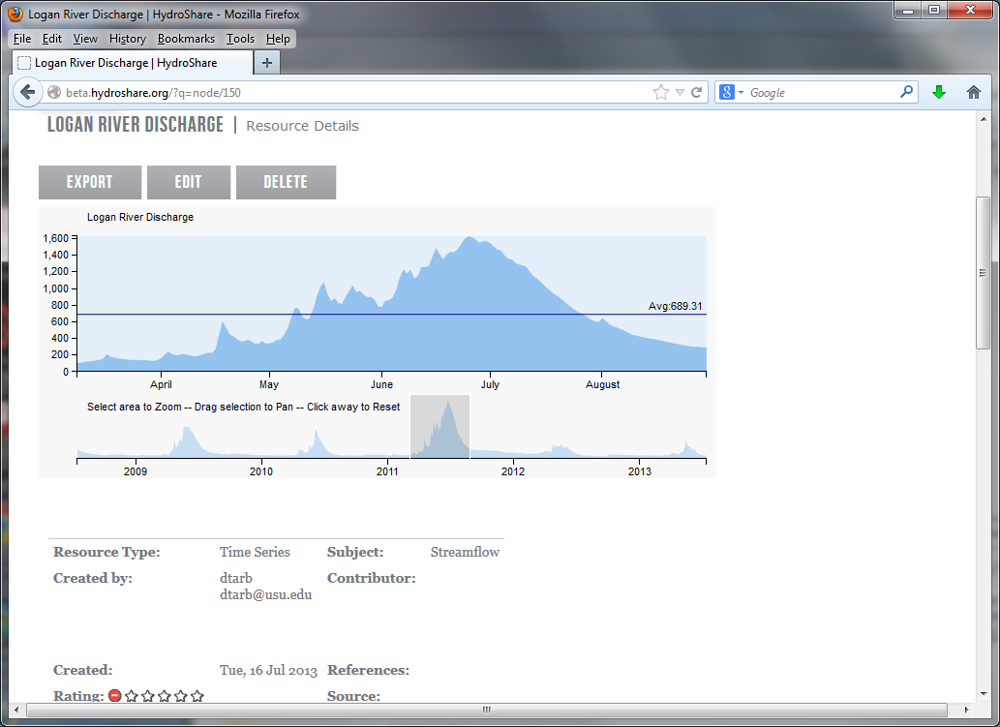 Logan River Discharge | HydroShare - Mozilla Firefox
File Edit View History Bookmarks Tools Help
Logan River Discharge | HydroShare
beta.hydroshare.org/?q=node/150 Google
LOGAN RIVER DISCHARGE | Resource Details
EXPORT EDIT DELETE
Logan River Discharge
1,600
1,400
1,200
1,000
800
Avg:689.31
600
400
200
0
April May June July August
Select area to Zoom -- Drag selection to Pan -- Click away to Reset
2009 2010 2011 2012 2013
Resource Type: Time Series Subject: Streamflow
Created by: dtarb Contributor:
dtarb@usu.edu
Created: Tue, 16 Jul 2013 References:
Rating: Source: